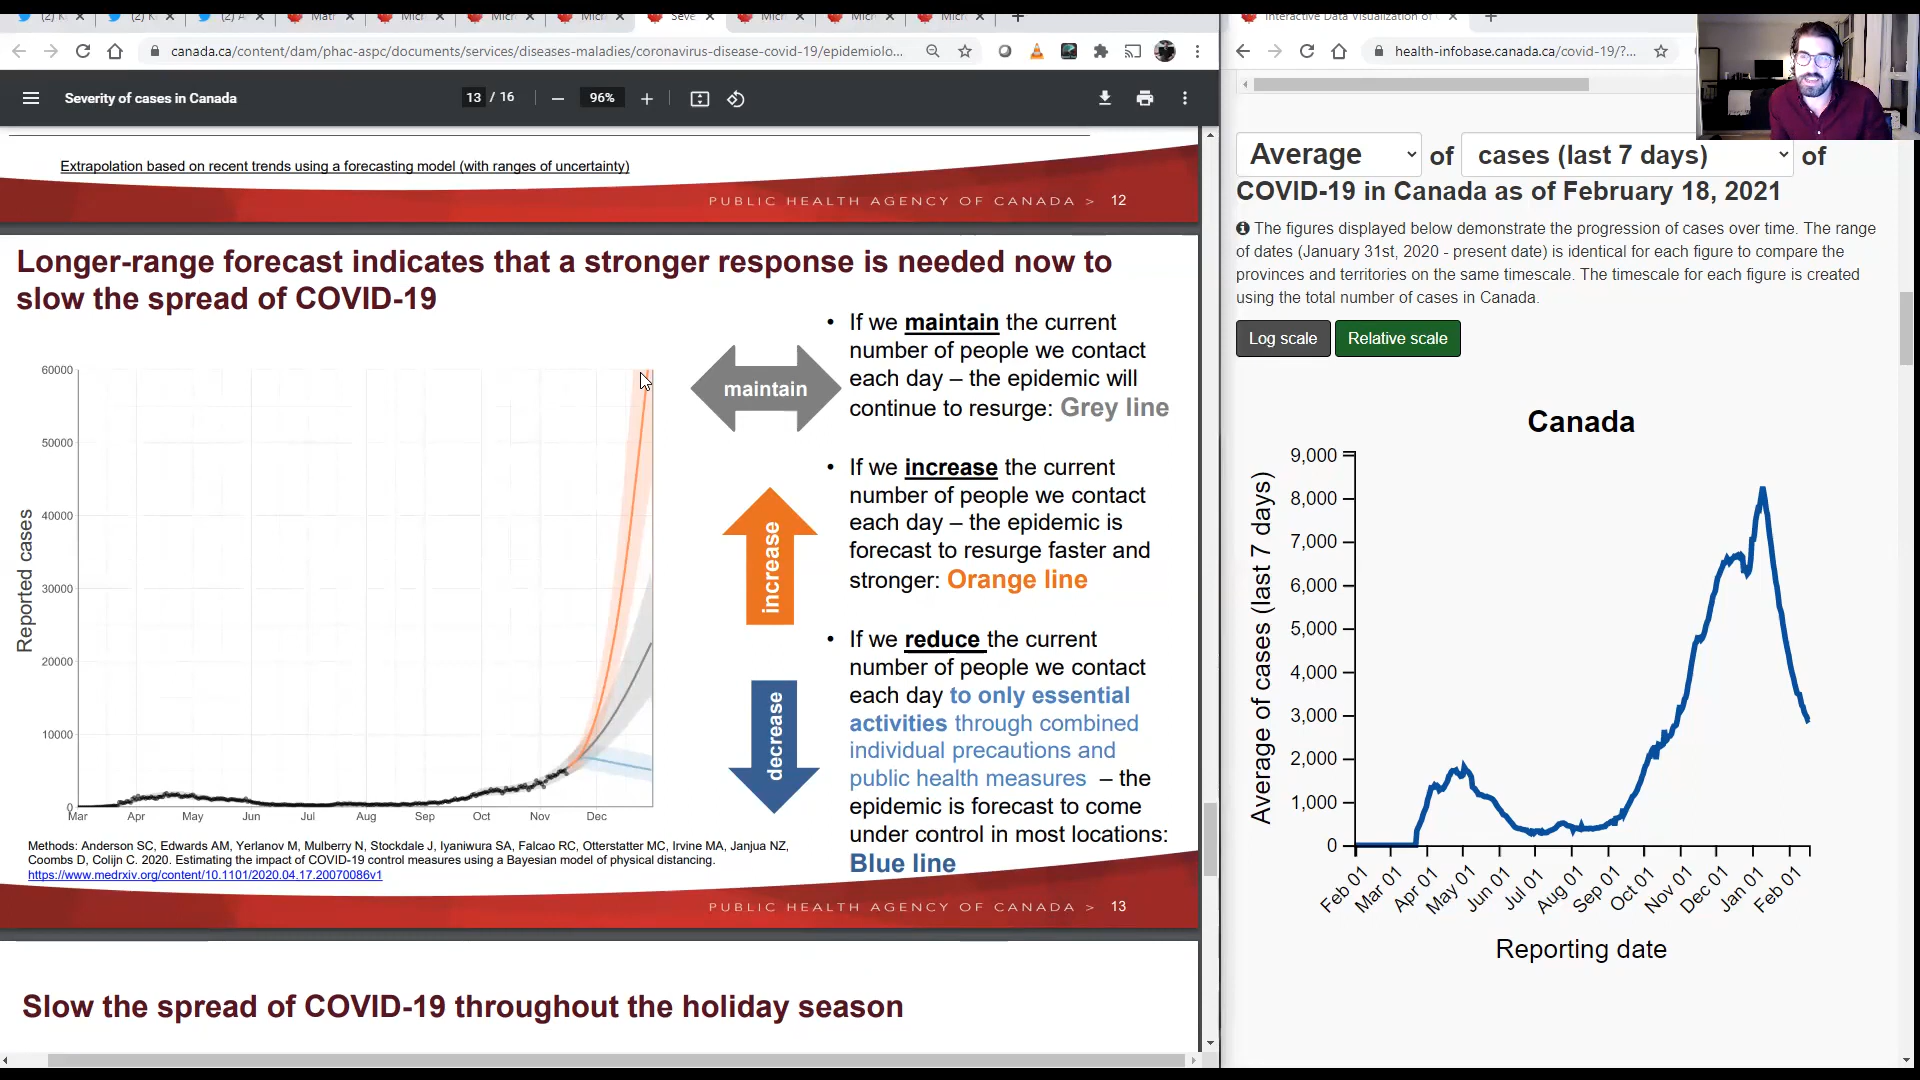 Interactive Data Visualization of
canada.ca/content/dam/phac-aspc/documents/services/diseases-maladies/coronavirus-disease-covid-19/epidemiolo...
health-infobase.canada.ca/covid-19/?...
Severity of cases in Canada
13 / 16
96%
Extrapolation based on recent trends using a forecasting model (with ranges of uncertainty)
PUBLIC HEALTH AGENCY OF CANADA > 12
Longer-range forecast indicates that a stronger response is needed now to
slow the spread of COVID-19
60000
50000
40000
30000
20000
10000
0
Reported cases
Mar Apr May Jun Jul Aug Sep Oct Nov Dec
maintain
• If we maintain the current
number of people we contact
each day – the epidemic will
continue to resurge: Grey line
increase
• If we increase the current
number of people we contact
each day – the epidemic is
forecast to resurge faster and
stronger: Orange line
decrease
• If we reduce the current
number of people we contact
each day to only essential
activities through combined
individual precautions and
public health measures – the
epidemic is forecast to come
under control in most locations:
Blue line
Methods: Anderson SC, Edwards AM, Yerlanov M, Mulberry N, Stockdale J, Iyaniwura SA, Falcao RC, Otterstatter MC, Irvine MA, Janjua NZ,
Coombs D, Colijn C. 2020. Estimating the impact of COVID-19 control measures using a Bayesian model of physical distancing.
https://www.medrxiv.org/content/10.1101/2020.04.17.20070086v1
PUBLIC HEALTH AGENCY OF CANADA > 13
Slow the spread of COVID-19 throughout the holiday season
Average of cases (last 7 days) of
COVID-19 in Canada as of February 18, 2021
The figures displayed below demonstrate the progression of cases over time. The range
of dates (January 31st, 2020 - present date) is identical for each figure to compare the
provinces and territories on the same timescale. The timescale for each figure is created
using the total number of cases in Canada.
Log scale
Relative scale
Canada
9,000
8,000
7,000
6,000
5,000
4,000
3,000
2,000
1,000
0
Average of cases (last 7 days)
Feb 01 Mar 01 Apr 01 May 01 Jun 01 Jul 01 Aug 01 Sep 01 Oct 01 Nov 01 Dec 01 Jan 01 Feb 01
Reporting date